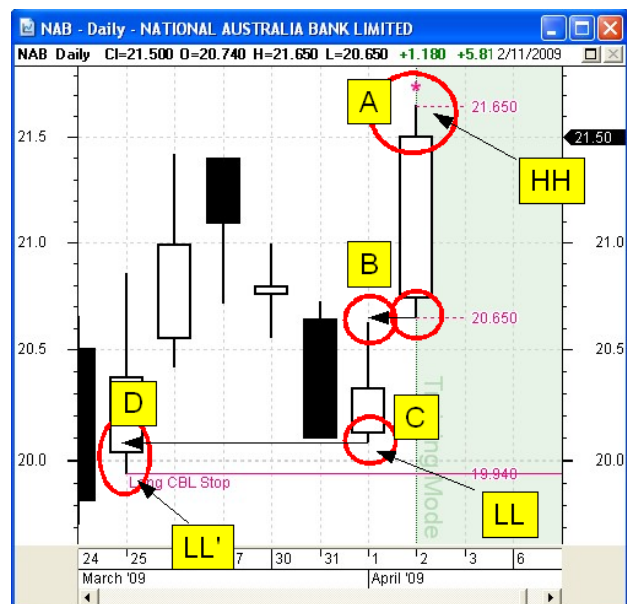 NAB - Daily - NATIONAL AUSTRALIA BANK LIMITED
NAB Daily Cl=21.500 O=20.740 H=21.650 L=20.650 +1.180 +5.81 2/11/2009
A
*
21.650
21.5
21.50
HH
21.0
21.0
B
20.650
20.5
20.5
D
C
20.0
20.0
19.940
Long CBL Stop
LL
LL'
24 25 7 30 31 1 2 3 6
March '09 April '09